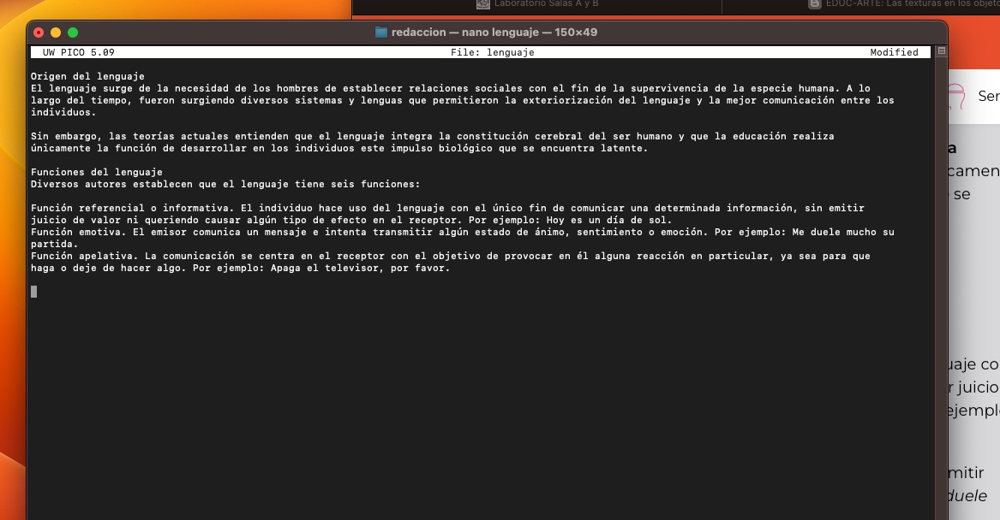 Laboratorio Salas A y B
EDUC-ARTE: Las texturas en los objeto
redaccion — nano lenguaje — 150×49
UW PICO 5.09 File: lenguaje Modified
Origen del lenguaje
El lenguaje surge de la necesidad de los hombres de establecer relaciones sociales con el fin de la supervivencia de la especie humana. A lo
largo del tiempo, fueron surgiendo diversos sistemas y lenguas que permitieron la exteriorización del lenguaje y la mejor comunicación entre los
individuos.
Sin embargo, las teorías actuales entienden que el lenguaje integra la constitución cerebral del ser humano y que la educación realiza
únicamente la función de desarrollar en los individuos este impulso biológico que se encuentra latente.
Funciones del lenguaje
Diversos autores establecen que el lenguaje tiene seis funciones:
Función referencial o informativa. El individuo hace uso del lenguaje con el único fin de comunicar una determinada información, sin emitir
juicio de valor ni queriendo causar algún tipo de efecto en el receptor. Por ejemplo: Hoy es un día de sol.
Función emotiva. El emisor comunica un mensaje e intenta transmitir algún estado de ánimo, sentimiento o emoción. Por ejemplo: Me duele mucho su
partida.
Función apelativa. La comunicación se centra en el receptor con el objetivo de provocar en él alguna reacción en particular, ya sea para que
haga o deje de hacer algo. Por ejemplo: Apaga el televisor, por favor.
Ser
a
camen
se
uaje co
r juicio
ejempl
mitir
duele